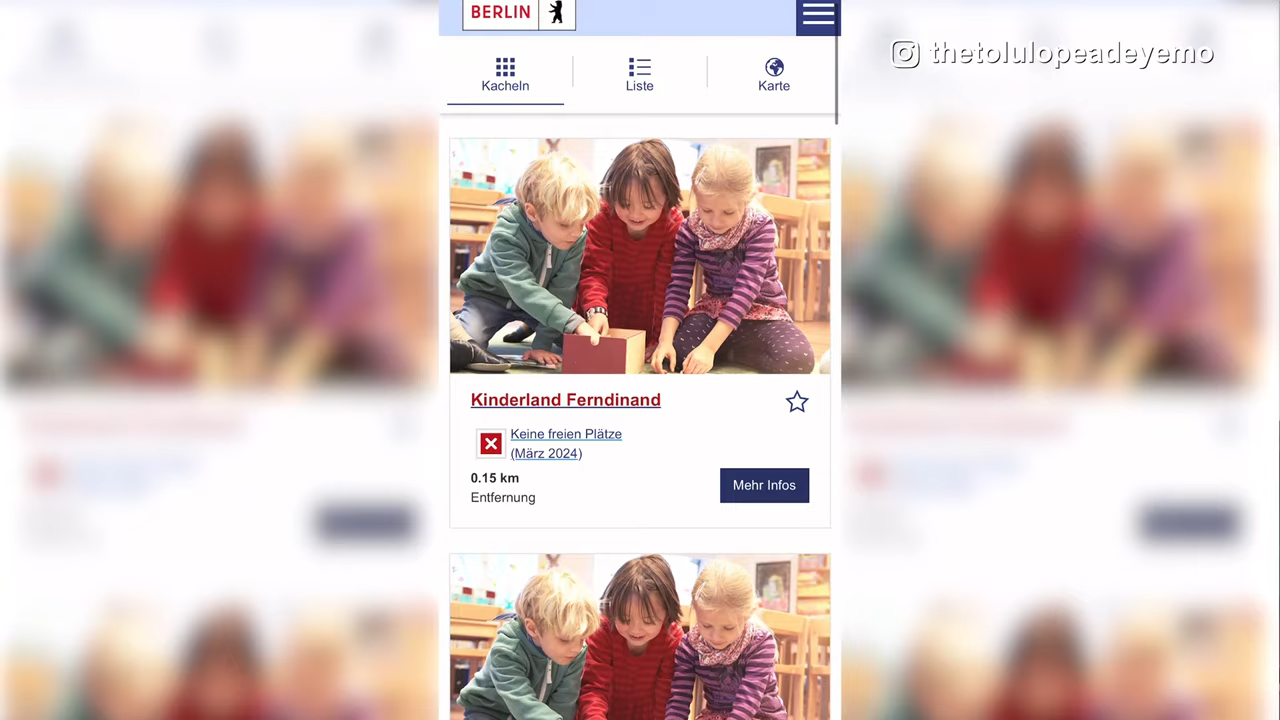 BERLIN
thetolulopeadeyemo
Kacheln
Liste
Karte
Kinderland Ferndinand
Keine freien Plätze
(März 2024)
0.15 km
Entfernung
Mehr Infos